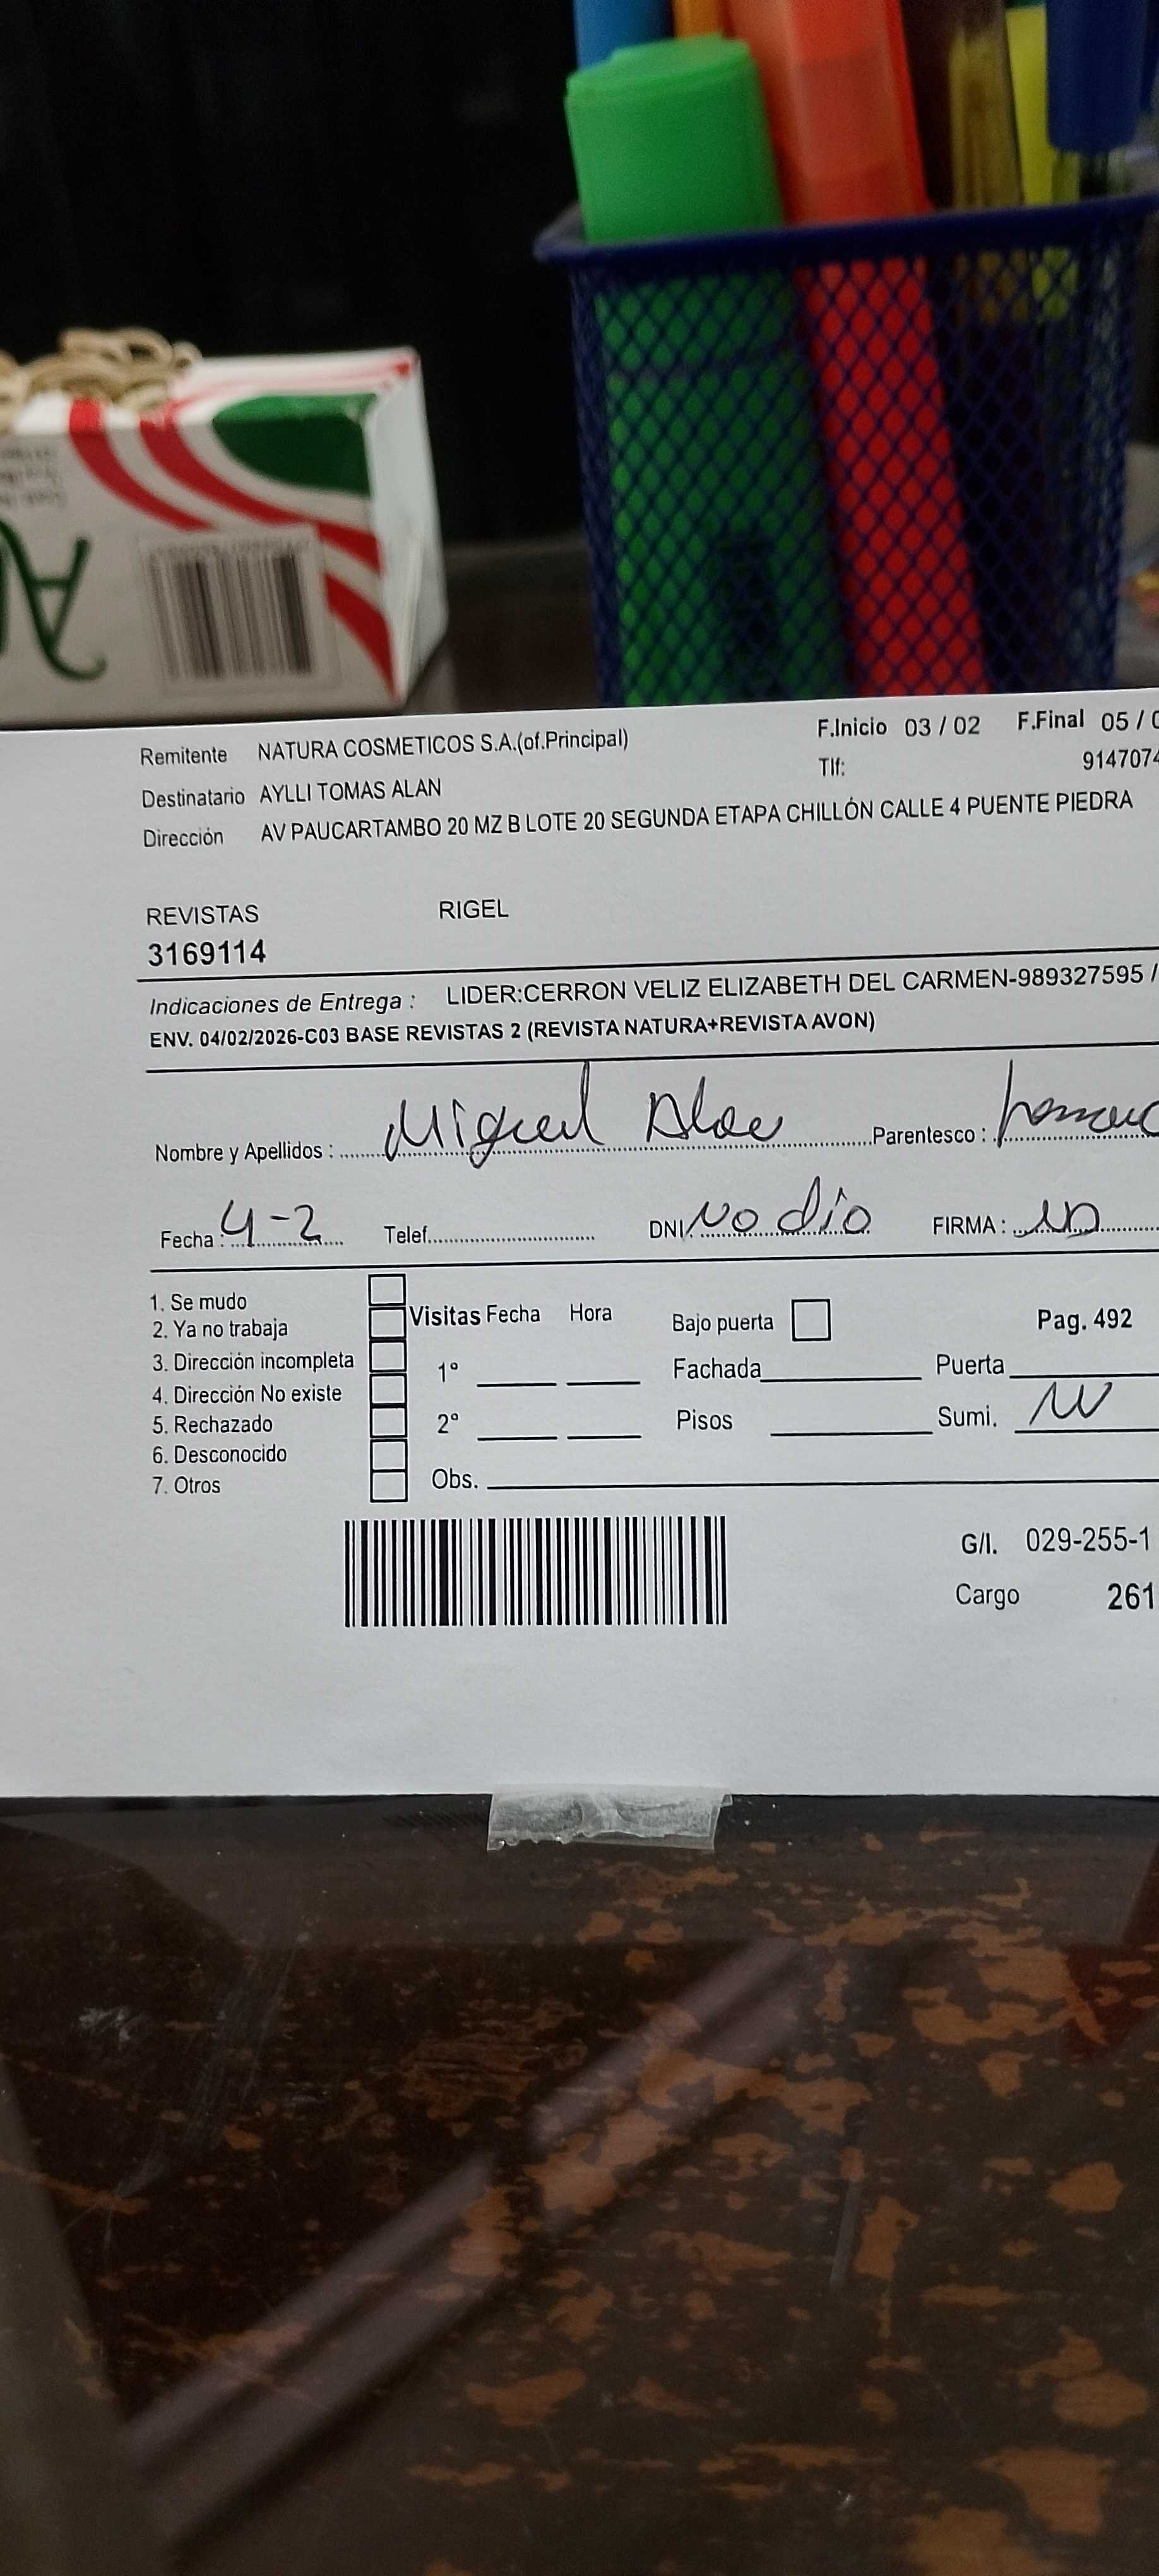 Remitente NATURA COSMETICOS S.A.(of.Principal) F.Inicio 03 / 02 F.Final 05 /
Tlf: 9147074
Destinatario AYLLI TOMAS ALAN
Dirección AV PAUCARTAMBO 20 MZ B LOTE 20 SEGUNDA ETAPA CHILLÓN CALLE 4 PUENTE PIEDRA
REVISTAS RIGEL
3169114
Indicaciones de Entrega : LIDER:CERRON VELIZ ELIZABETH DEL CARMEN-989327595 /
ENV. 04/02/2026-C03 BASE REVISTAS 2 (REVISTA NATURA+REVISTA AVON)
Nombre y Apellidos : Miguel Parentesco :
Fecha : 4-2 Telef. DNI. No dio FIRMA :
1. Se mudo
2. Ya no trabaja
3. Dirección incompleta
4. Dirección No existe
5. Rechazado
6. Desconocido
7. Otros
Visitas Fecha Hora Bajo puerta Pag. 492
1° Fachada Puerta
2° Pisos Sumi.
Obs.
G/I. 029-255-1
Cargo 261